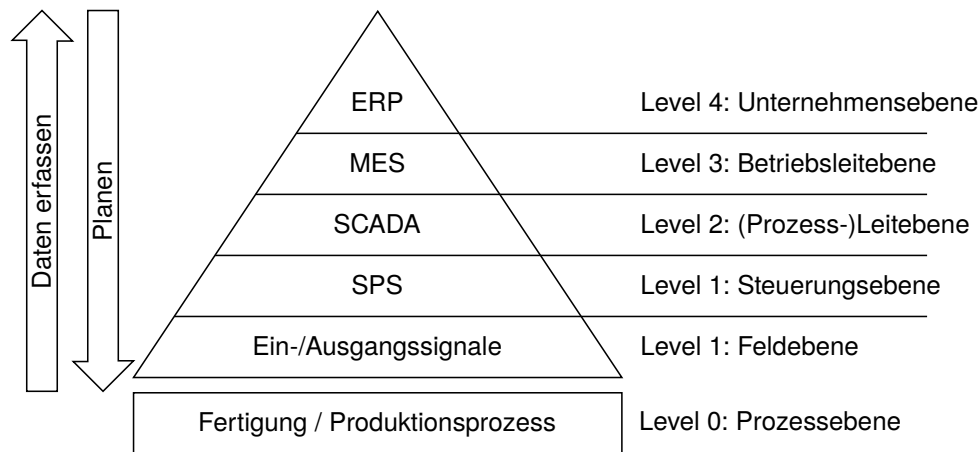 Daten erfassen
Planen
ERP
Level 4: Unternehmensebene
MES
Level 3: Betriebsleitebene
SCADA
Level 2: (Prozess-)Leitebene
SPS
Level 1: Steuerungsebene
Ein-/Ausgangssignale
Level 1: Feldebene
Fertigung / Produktionsprozess
Level 0: Prozessebene